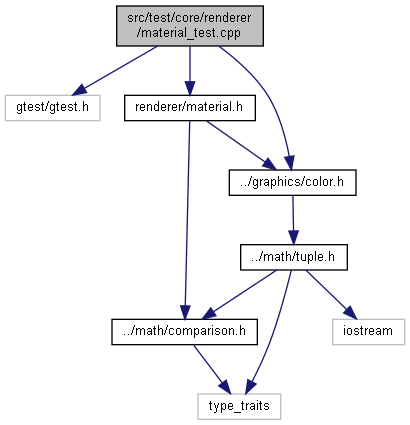 src/test/core/renderer
/material_test.cpp
gtest/gtest.h
renderer/material.h
../graphics/color.h
../math/tuple.h
../math/comparison.h
iostream
type_traits